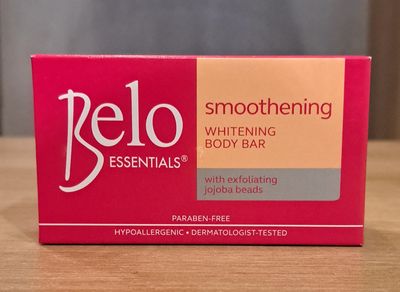 Belo
ESSENTIALS®
smoothening
WHITENING
BODY BAR
with exfoliating
jojoba beads
PARABEN-FREE
HYPOALLERGENIC • DERMATOLOGIST-TESTED